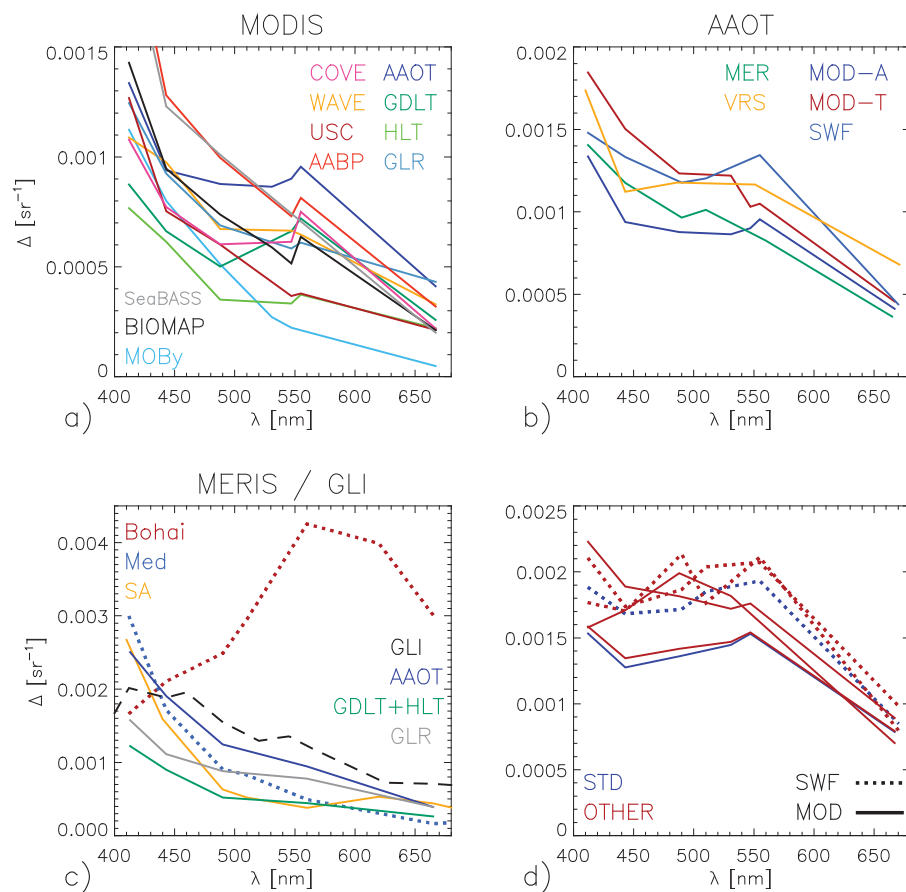 MODIS
0.0015
0.0010
0.0005
0
COVE AAOT
WAVE GDLT
USC HLT
AABP GLR
SeaBASS
BIOMAP
MOBy
400 450 500 550 600 650
λ [nm]
Δ [sr⁻¹]
a)
AAOT
0.002
0.0015
0.001
0.0005
0.000
MER MOD-A
VRS MOD-T
SWF
400 450 500 550 600 650
λ [nm]
b)
MERIS / GLI
0.004
0.003
0.002
0.001
0.000
Bohai
Med
SA
GLI
AAOT
GDLT+HLT
GLR
400 450 500 550 600 650
λ [nm]
Δ [sr⁻¹]
c)
0.0025
0.002
0.0015
0.001
0.0005
0.000
STD SWF
OTHER MOD
400 450 500 550 600 650
λ [nm]
d)